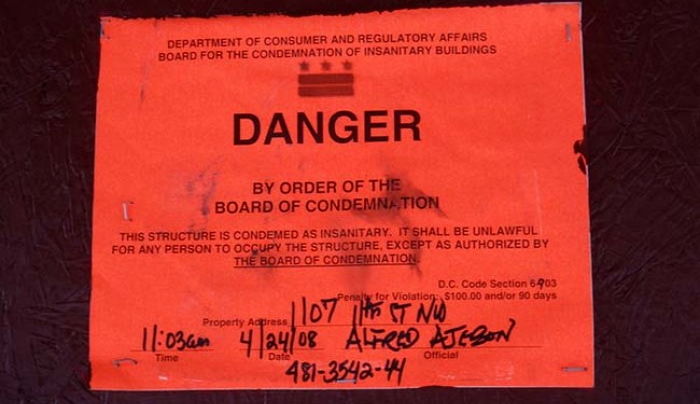 DEPARTMENT OF CONSUMER AND REGULATORY AFFAIRS
BOARD FOR THE CONDEMNATION OF INSANITARY BUILDINGS
DANGER
BY ORDER OF THE
BOARD OF CONDEMNATION
THIS STRUCTURE IS CONDEMED AS INSANITARY. IT SHALL BE UNLAWFUL
FOR ANY PERSON TO OCCUPY THE STRUCTURE, EXCEPT AS AUTHORIZED BY
THE BOARD OF CONDEMNATION.
D.C. Code Section 6-903
Penalty for Violation: $100.00 and/or 90 days
Property Address 1107 11th ST NW
11:03am 4/24/08 ALFRED
Time Date Official
481-3542-44